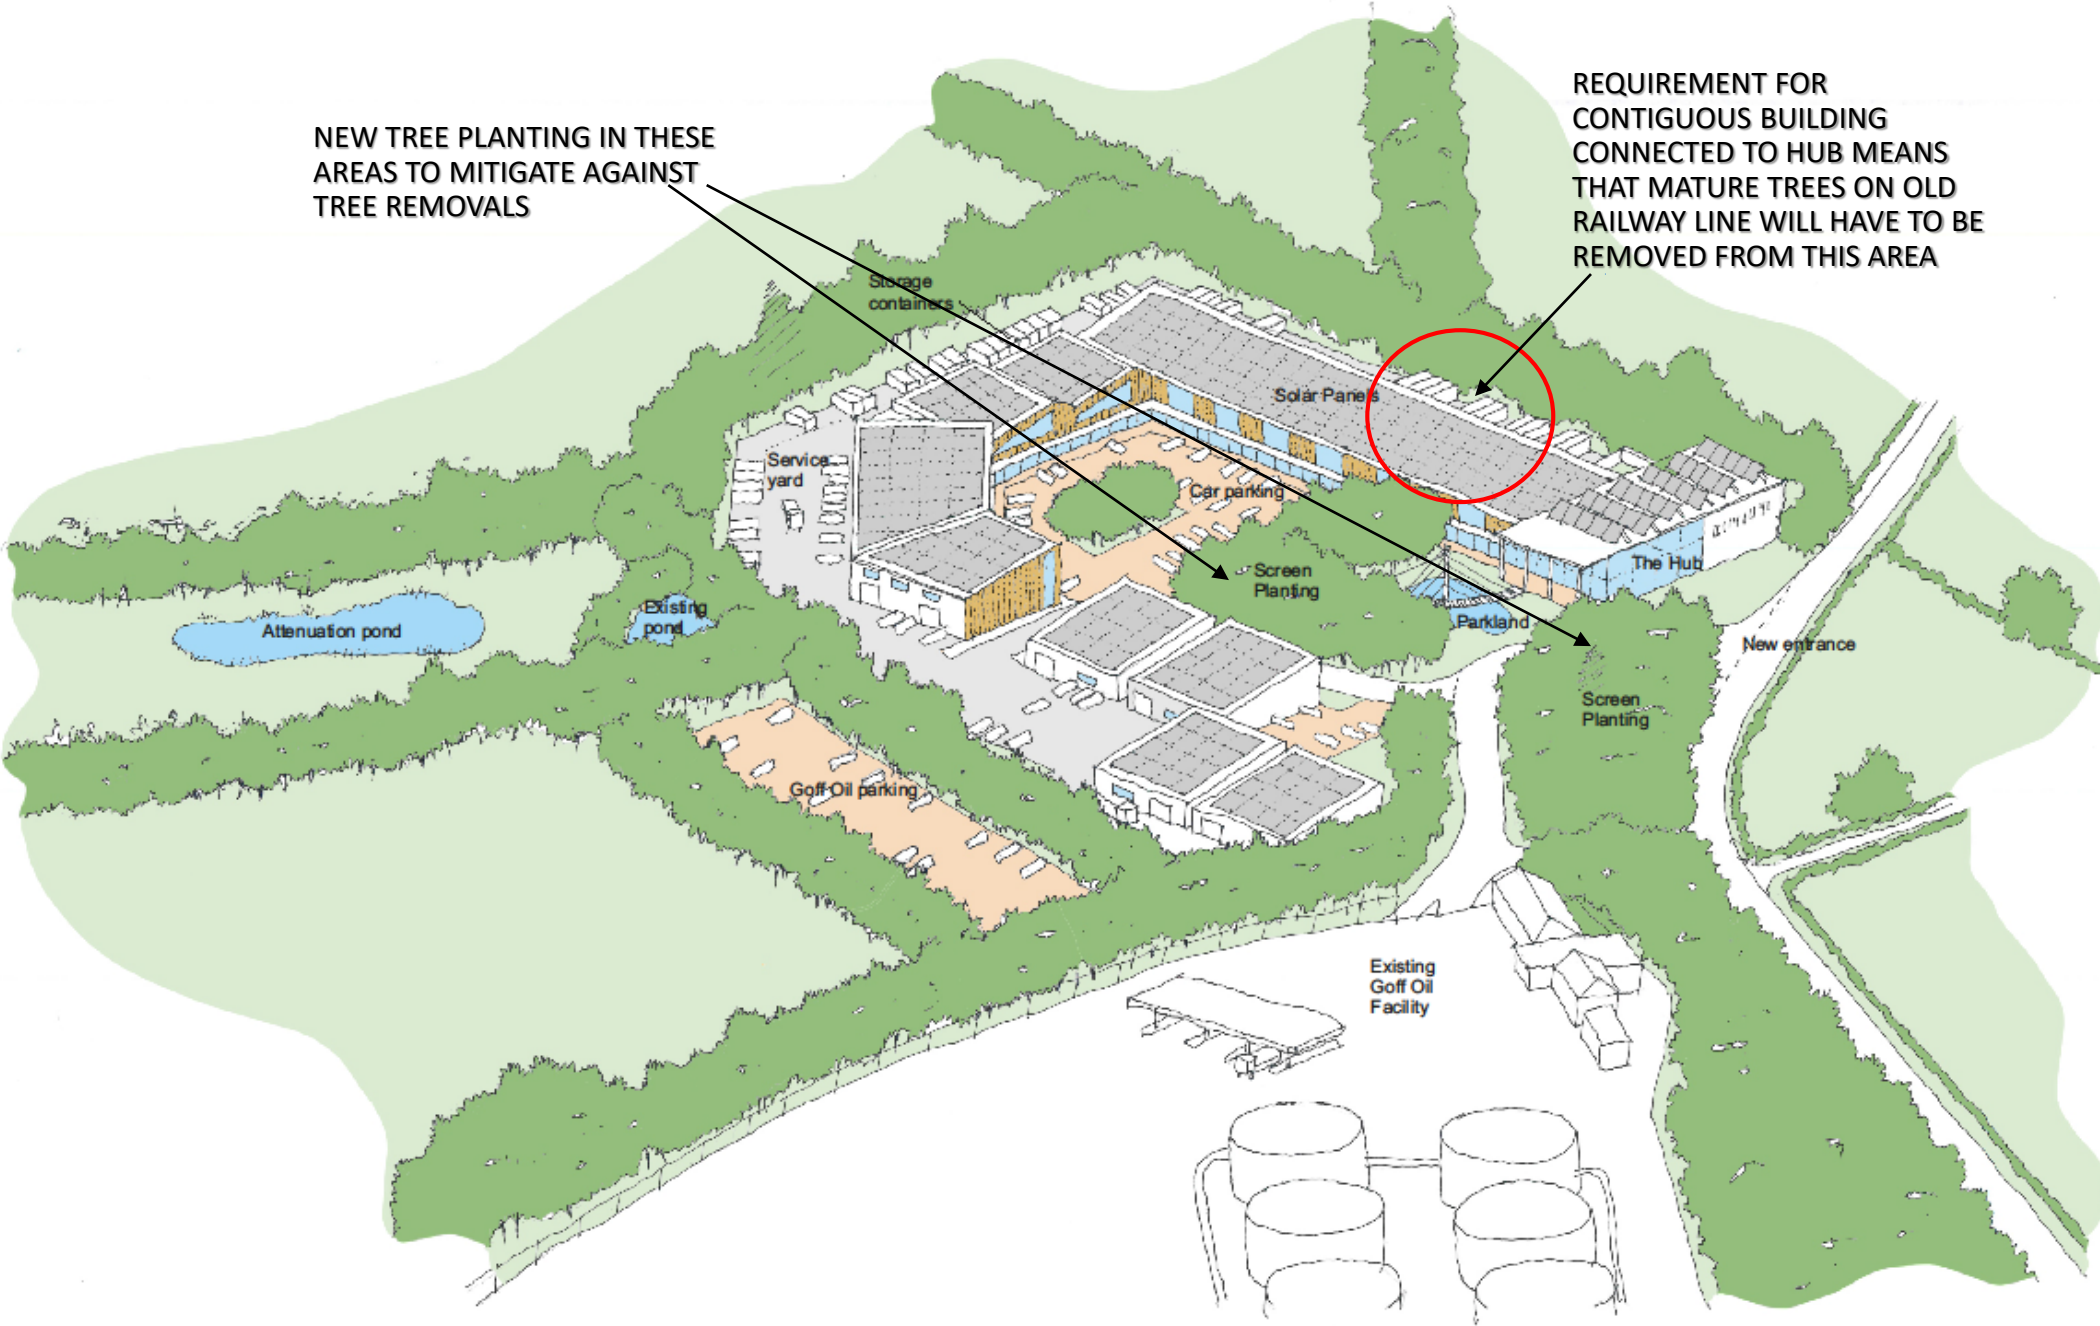 REQUIREMENT FOR
CONTIGUOUS BUILDING
CONNECTED TO HUB MEANS
THAT MATURE TREES ON OLD
RAILWAY LINE WILL HAVE TO BE
REMOVED FROM THIS AREA
NEW TREE PLANTING IN THESE
AREAS TO MITIGATE AGAINST
TREE REMOVALS
Storage
containers
Solar Panels
Service
yard
Car parking
The Hub
Screen
Planting
Existing
pond
Attenuation pond
Parkland
New entrance
Screen
Planting
Goff Oil parking
Existing
Goff Oil
Facility